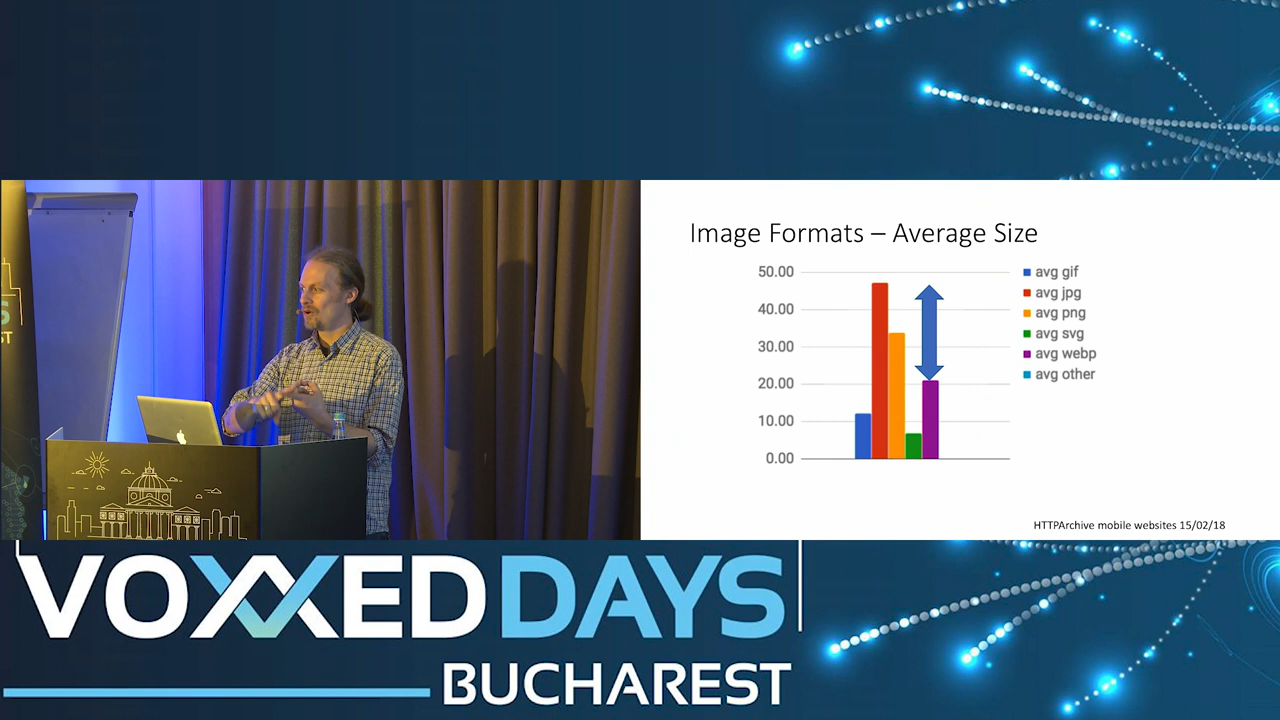 Image Formats – Average Size
50.00
40.00
30.00
20.00
10.00
0.00
avg gif
avg jpg
avg png
avg svg
avg webp
avg other
HTTPArchive mobile websites 15/02/18
S
ST
VOXXED DAYS
BUCHAREST